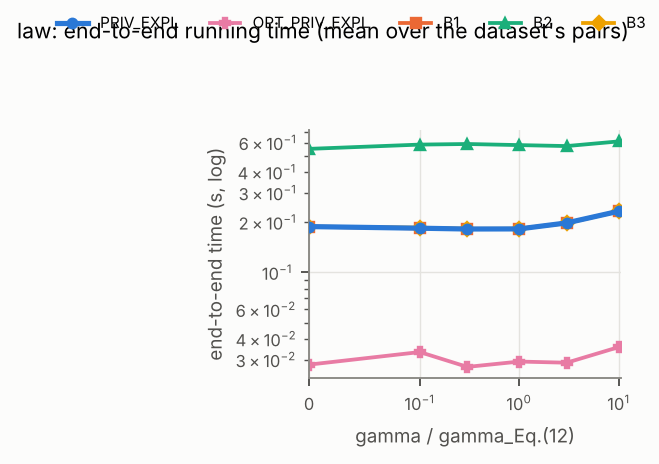 PRIV_EXPL OPT_PRIV_EXPL B1 B2 B3
law: end-to-end running time (mean over the dataset's pairs)
end-to-end time (s, log)
6 × 10⁻¹
4 × 10⁻¹
3 × 10⁻¹
2 × 10⁻¹
10⁻¹
6 × 10⁻²
4 × 10⁻²
3 × 10⁻²
0 10⁻¹ 10⁰ 10¹
gamma / gamma_Eq.(12)